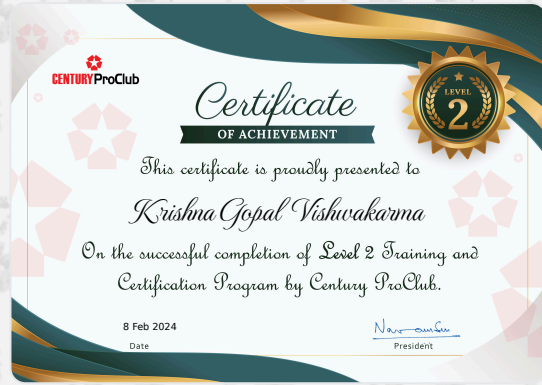 CENTURY ProClub
Certificate
OF ACHIEVEMENT
LEVEL
2
This certificate is proudly presented to
Krishna Gopal Vishwakarma
On the successful completion of Level 2 Training and
Certification Program by Century ProClub.
8 Feb 2024
Date
President